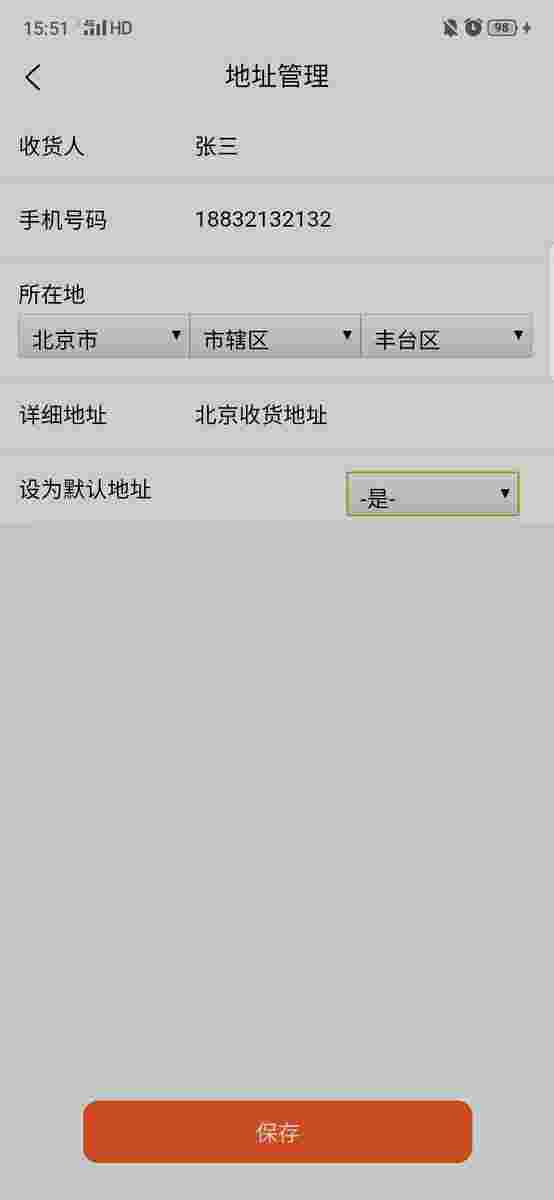 15:51 4G HD 98
地址管理
收货人 张三
手机号码 18832132132
所在地
北京市 市辖区 丰台区
详细地址 北京收货地址
设为默认地址 -是-
保存